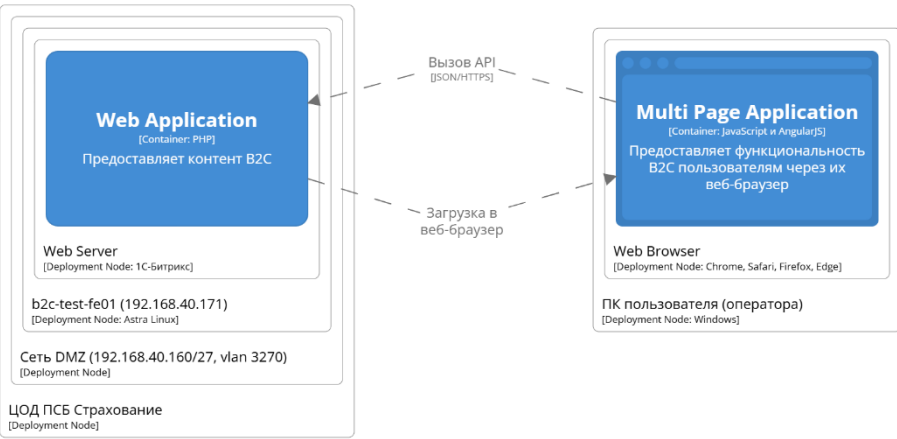 Web Application
[Container: PHP]
Предоставляет контент B2C
Web Server
[Deployment Node: 1С-Битрикс]
b2c-test-fe01 (192.168.40.171)
[Deployment Node: Astra Linux]
Сеть DMZ (192.168.40.160/27, vlan 3270)
[Deployment Node]
ЦОД ПСБ Страхование
[Deployment Node]
Вызов API
[JSON/HTTPS]
Загрузка в
веб-браузер
Multi Page Application
[Container: JavaScript и AngularJS]
Предоставляет функциональность
B2C пользователям через их
веб-браузер
Web Browser
[Deployment Node: Chrome, Safari, Firefox, Edge]
ПК пользователя (оператора)
[Deployment Node: Windows]